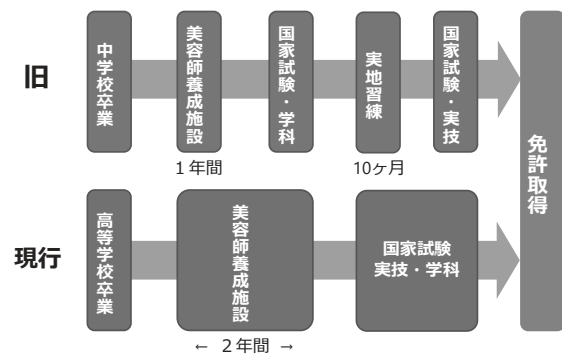 旧
中学校卒業
美容師養成施設
国家試験・学科
実地習練
国家試験・実技
1年間
10ヶ月
免許取得
現行
高等学校卒業
美容師養成施設
国家試験
実技・学科
← 2年間 →